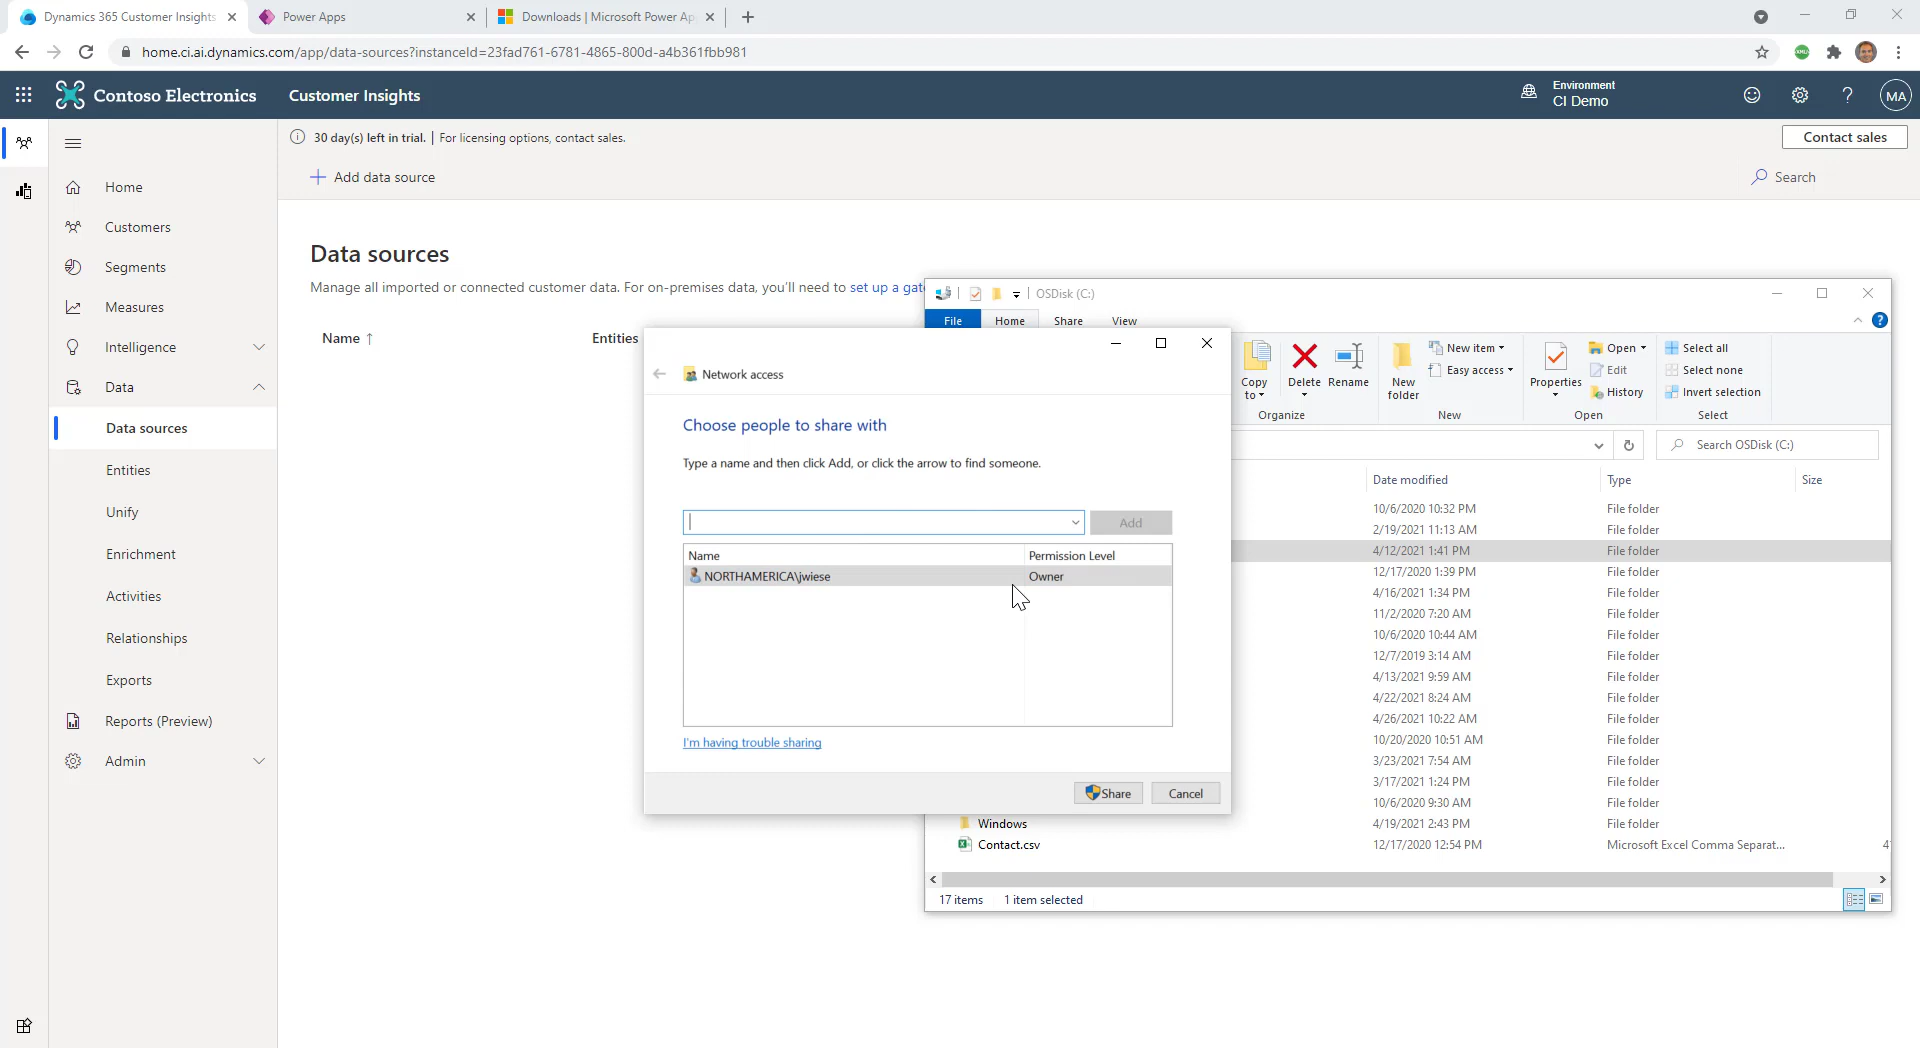 Dynamics 365 Customer Insights
Power Apps
Downloads | Microsoft Power Ap
home.ci.ai.dynamics.com/app/data-sources?instanceId=23fad761-6781-4865-800d-a4b361fbb981
Contoso Electronics
Customer Insights
Environment
CI Demo
MA
30 day(s) left in trial. | For licensing options, contact sales.
Contact sales
Add data source
Search
Home
Customers
Segments
Measures
Intelligence
Data
Data sources
Entities
Unify
Enrichment
Activities
Relationships
Exports
Reports (Preview)
Admin
Data sources
Manage all imported or connected customer data. For on-premises data, you'll need to set up a gat
Name ↑
Entities
OSDisk (C:)
File
Home
Share
View
Copy to
Delete
Rename
Organize
New folder
New item
Easy access
New
Properties
Open
Edit
History
Open
Select all
Select none
Invert selection
Select
Search OSDisk (C:)
Date modified
Type
Size
10/6/2020 10:32 PM File folder
2/19/2021 11:13 AM File folder
4/12/2021 1:41 PM File folder
12/17/2020 1:39 PM File folder
4/16/2021 1:34 PM File folder
11/2/2020 7:20 AM File folder
10/6/2020 10:44 AM File folder
12/7/2019 3:14 AM File folder
4/13/2021 9:59 AM File folder
4/22/2021 8:24 AM File folder
4/26/2021 10:22 AM File folder
10/20/2020 10:51 AM File folder
3/23/2021 7:54 AM File folder
3/17/2021 1:24 PM File folder
10/6/2020 9:30 AM File folder
Windows 4/19/2021 2:43 PM File folder
Contact.csv 12/17/2020 12:54 PM Microsoft Excel Comma Separat...
17 items 1 item selected
Network access
Choose people to share with
Type a name and then click Add, or click the arrow to find someone.
Add
Name Permission Level
NORTHAMERICA\jwiese Owner
I'm having trouble sharing
Share
Cancel